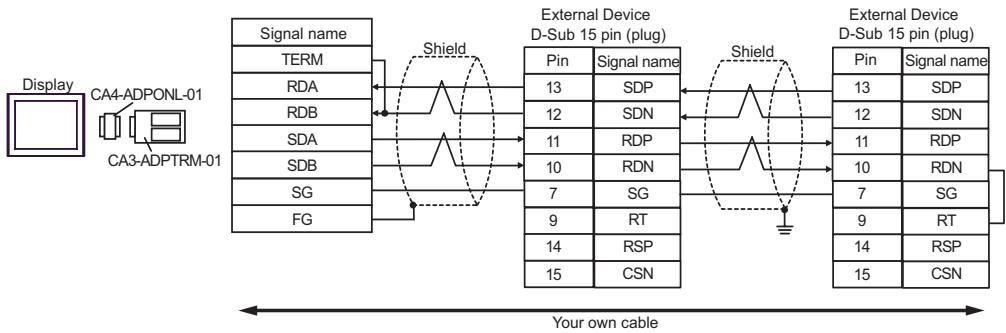 Display
CA4-ADPONL-01
CA3-ADPTRM-01
Signal name
TERM
RDA
RDB
SDA
SDB
SG
FG
Shield
External Device
D-Sub 15 pin (plug)
Pin Signal name
13 SDP
12 SDN
11 RDP
10 RDN
7 SG
9 RT
14 RSP
15 CSN
Shield
External Device
D-Sub 15 pin (plug)
Pin Signal name
13 SDP
12 SDN
11 RDP
10 RDN
7 SG
9 RT
14 RSP
15 CSN
Your own cable